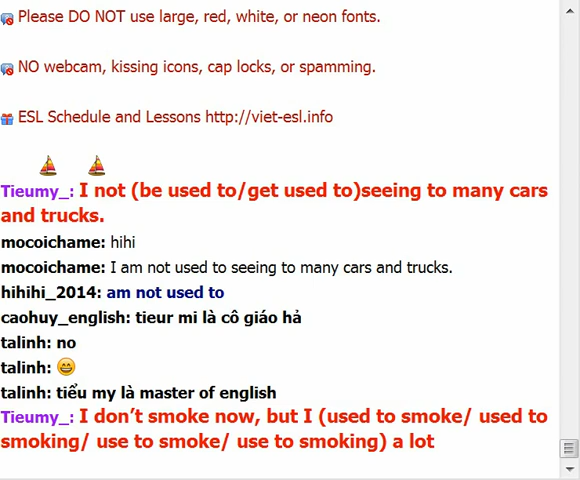 Please DO NOT use large, red, white, or neon fonts.
NO webcam, kissing icons, cap locks, or spamming.
ESL Schedule and Lessons http://viet-esl.info
Tieumy_: I not (be used to/get used to)seeing to many cars
and trucks.
mocoichame: hihi
mocoichame: I am not used to seeing to many cars and trucks.
hihihi_2014: am not used to
caohuy_english: tieur mi là cô giáo hả
talinh: no
talinh:
talinh: tiểu my là master of english
Tieumy_: I don’t smoke now, but I (used to smoke/ used to
smoking/ use to smoke/ use to smoking) a lot